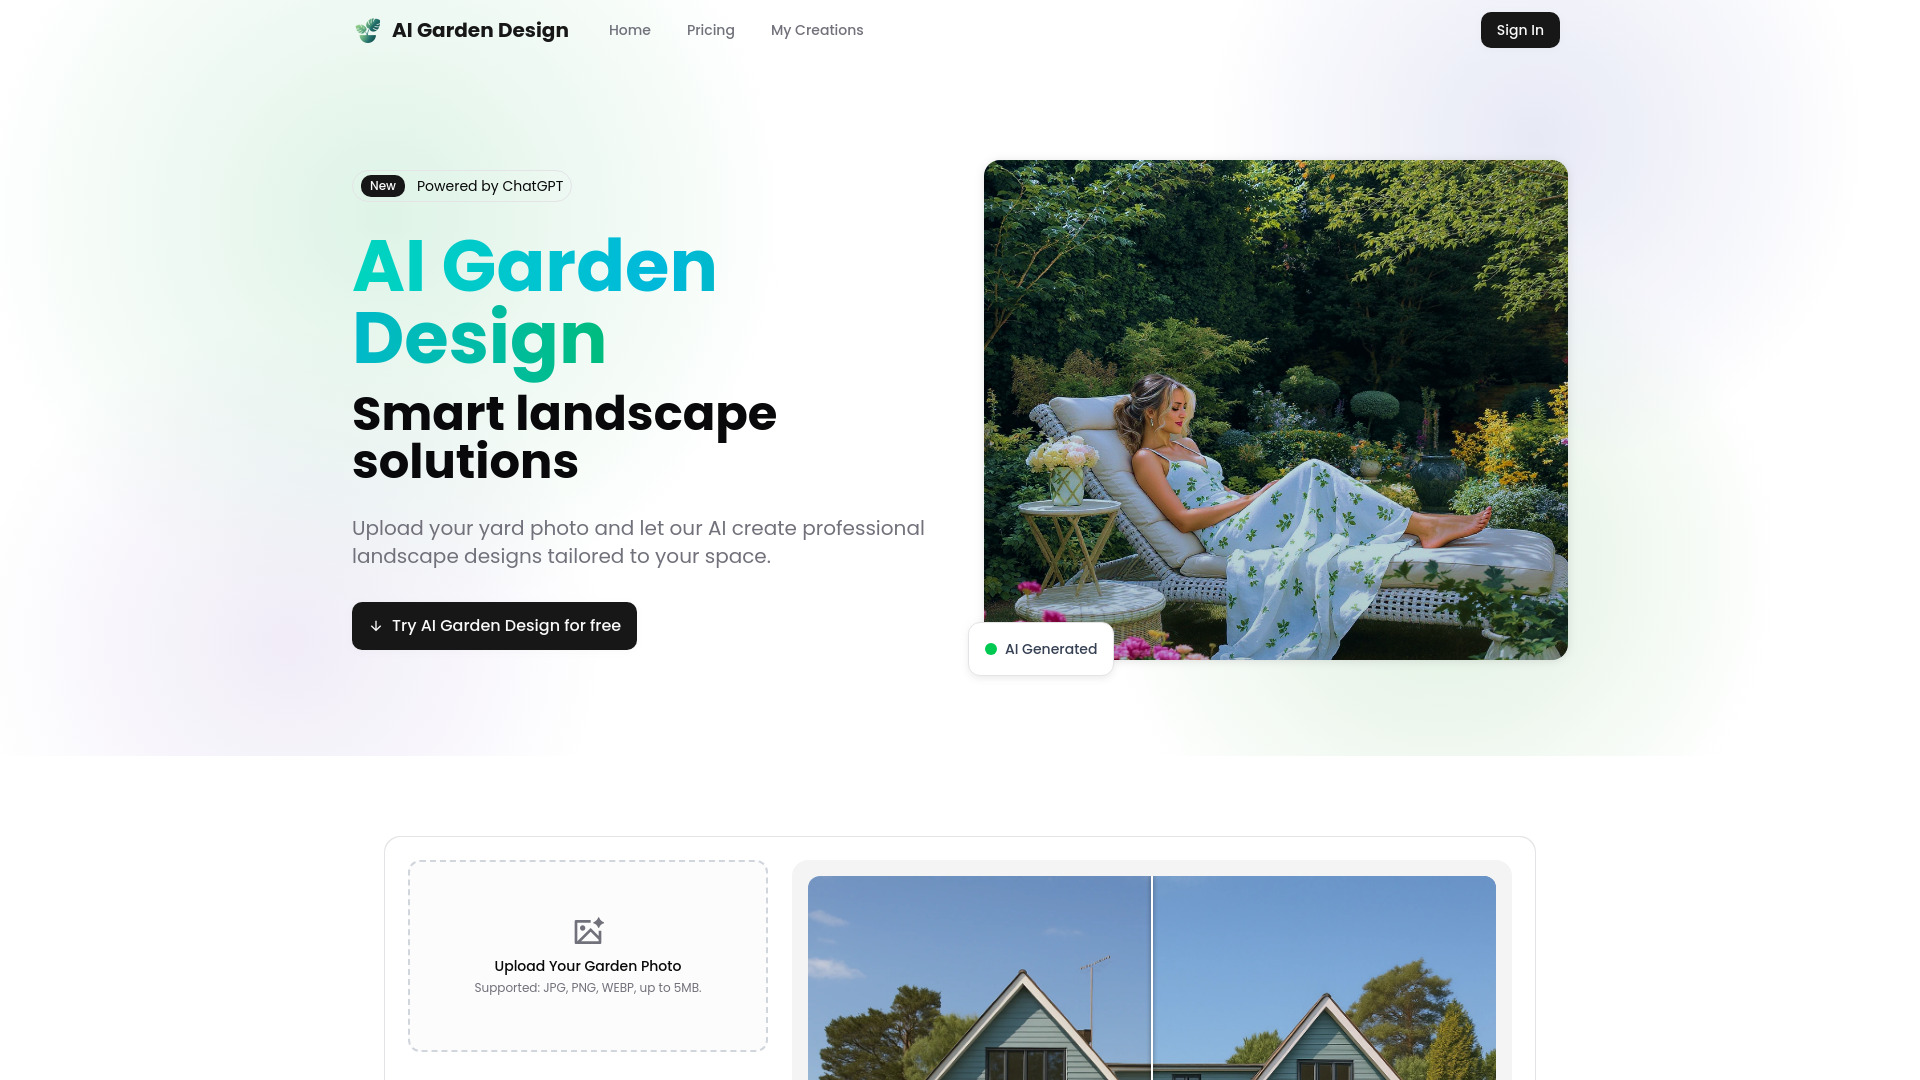 AI Garden Design
Home
Pricing
My Creations
Sign In
New
Powered by ChatGPT
AI Garden
Design
Smart landscape
solutions
Upload your yard photo and let our AI create professional
landscape designs tailored to your space.
Try AI Garden Design for free
AI Generated
Upload Your Garden Photo
Supported: JPG, PNG, WEBP, up to 5MB.